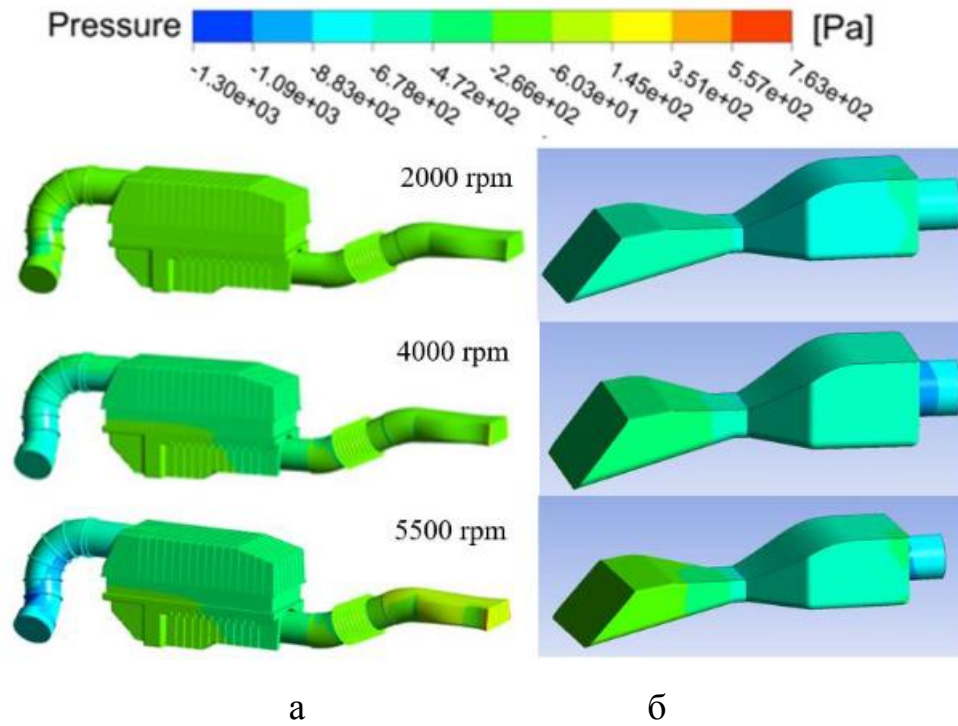 Pressure [Pa]
-1.30e+03 -1.09e+03 -8.83e+02 -6.78e+02 -4.72e+02 -2.66e+02 -6.03e+01 1.45e+02 3.51e+02 5.57e+02 7.63e+02
2000 rpm
4000 rpm
5500 rpm
а б